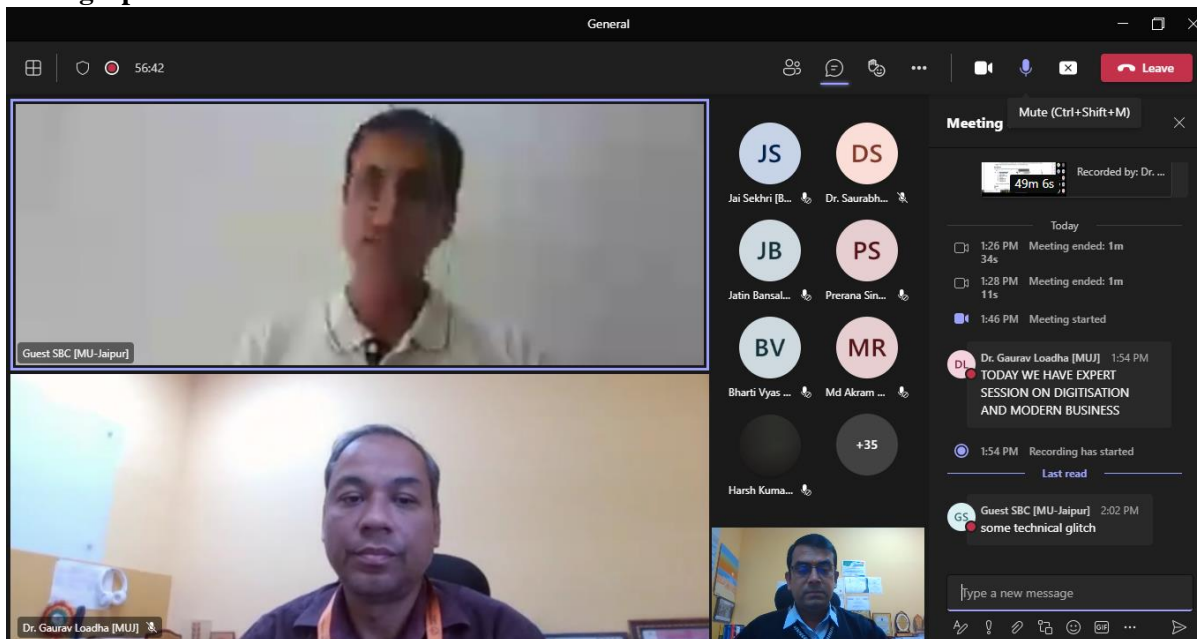 General
56:42
Leave
Mute (Ctrl+Shift+M)
Guest SBC [MU-Jaipur]
Dr. Gaurav Loadha [MUJ]
JS
DS
Jai Sekhri [B...
Dr. Saurabh...
JB
PS
Jatin Bansal...
Prerana Sin...
BV
MR
Bharti Vyas ...
Md Akram ...
+35
Harsh Kuma...
Meeting
49m 6s
Recorded by: Dr. ...
Today
1:26 PM Meeting ended: 1m
34s
1:28 PM Meeting ended: 1m
11s
1:46 PM Meeting started
DL
Dr. Gaurav Loadha [MUJ] 1:54 PM
TODAY WE HAVE EXPERT
SESSION ON DIGITISATION
AND MODERN BUSINESS
1:54 PM Recording has started
Last read
GS
Guest SBC [MU-Jaipur] 2:02 PM
some technical glitch
Type a new message
GIF